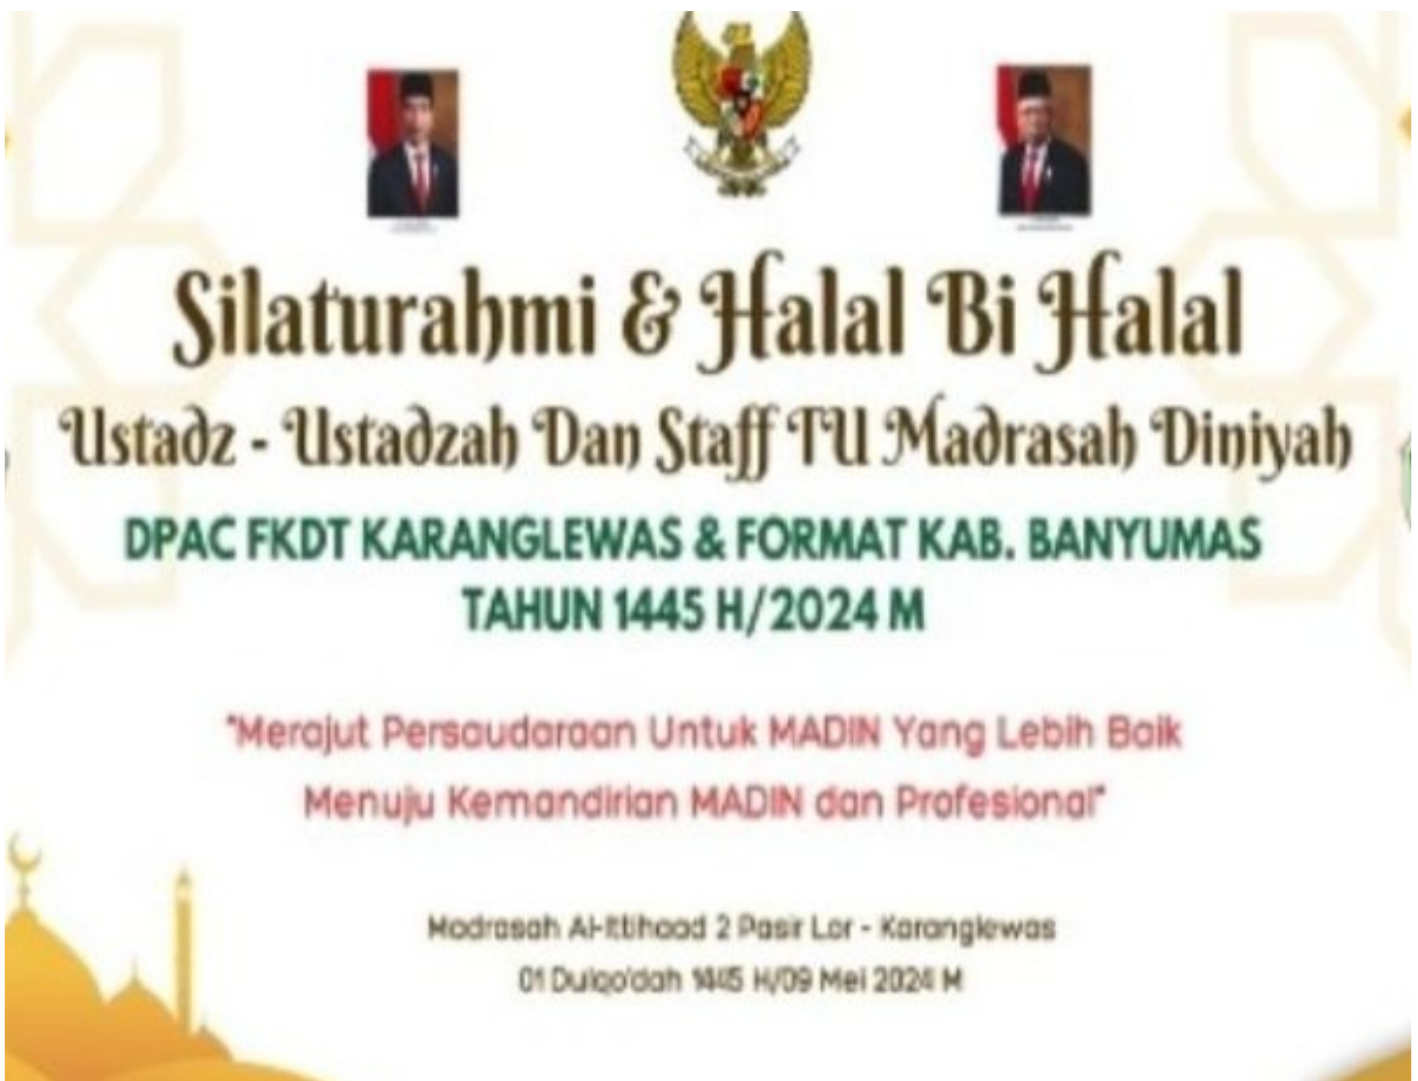 Silaturahmi & Halal Bi Halal
Ustadz - Ustadzah Dan Staff TU Madrasah Diniyah
DPAC FKDT KARANGLEWAS & FORMAT KAB. BANYUMAS
TAHUN 1445 H/2024 M
"Merajut Persaudaraan Untuk MADIN Yang Lebih Baik
Menuju Kemandirian MADIN dan Profesional"
Madrasah Al-Ittihaad 2 Pasir Lor - Karanglewas
01 Dulqo'dah 1445 H/09 Mei 2024 M